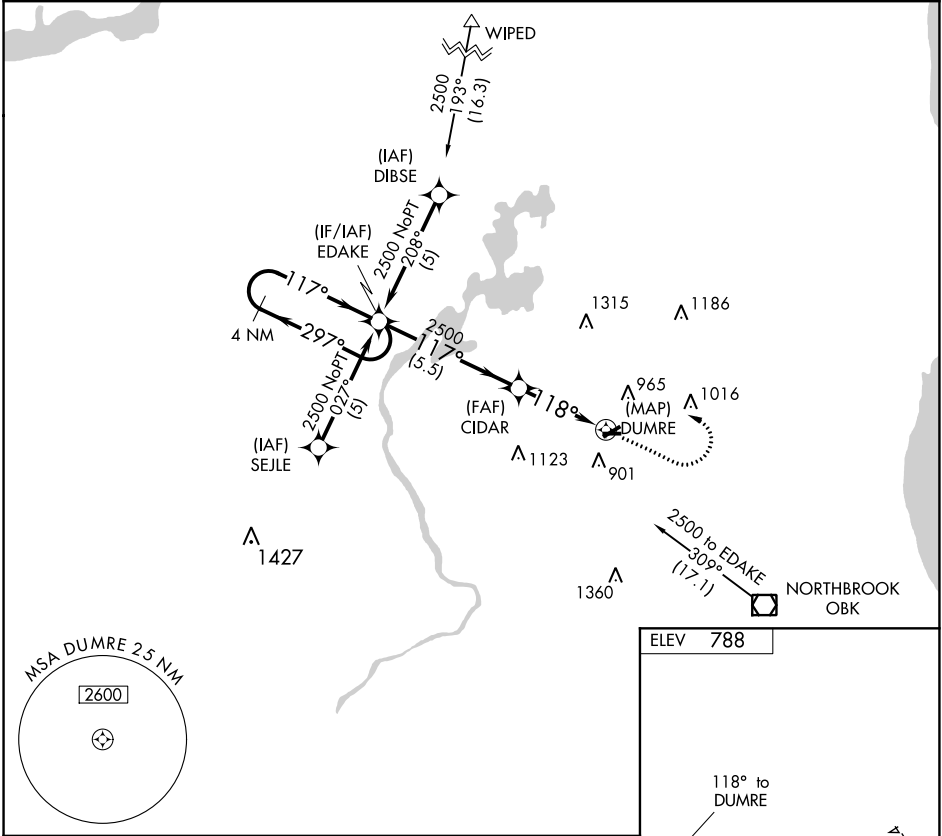 WIPED
2500
193°
(16.3)
(IAF)
DIBSE
(IF/IAF)
EDAKE
2500 NoPT
208°
(5)
117°
4 NM
297°
2500
117°
(5.5)
2500 NoPT
027°
(5)
(IAF)
SEJLE
(FAF)
CIDAR
118°
1315
1186
965
(MAP)
DUMRE
1016
1123
901
1427
1360
2500 to EDAKE
309°
(17.1)
NORTHBROOK
OBK
MSA DUMRE 25 NM
2600
ELEV 788
118° to
DUMRE